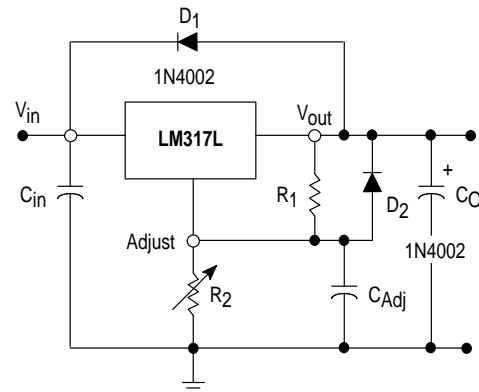 D1
1N4002
Vin
LM317L
Vout
Cin
R1
D2
+
CO
1N4002
Adjust
R2
CAdj